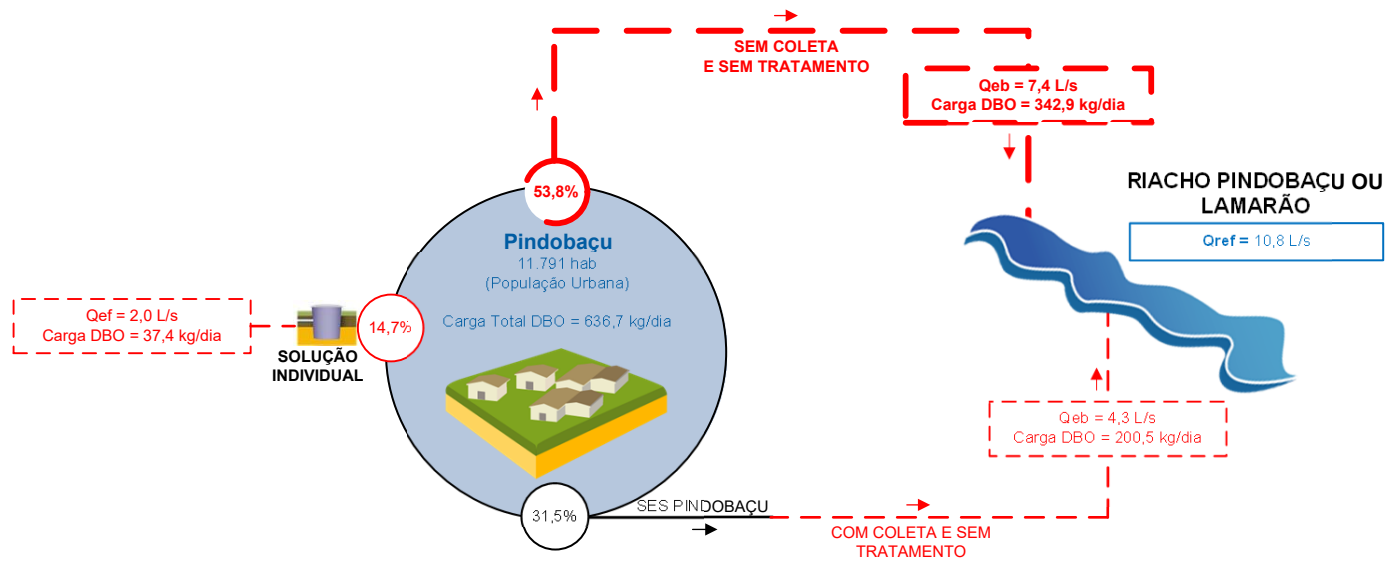 SEM COLETA
E SEM TRATAMENTO
Qeb = 7,4 L/s
Carga DBO = 342,9 kg/dia
53,8%
RIACHO PINDOBAÇU OU
LAMARÃO
Qref = 10,8 L/s
Pindobaçu
11.791 hab
(População Urbana)
Carga Total DBO = 636,7 kg/dia
Qef = 2,0 L/s
Carga DBO = 37,4 kg/dia
14,7%
SOLUÇÃO
INDIVIDUAL
Qeb = 4,3 L/s
Carga DBO = 200,5 kg/dia
31,5%
SES PINDOBAÇU
COM COLETA E SEM
TRATAMENTO